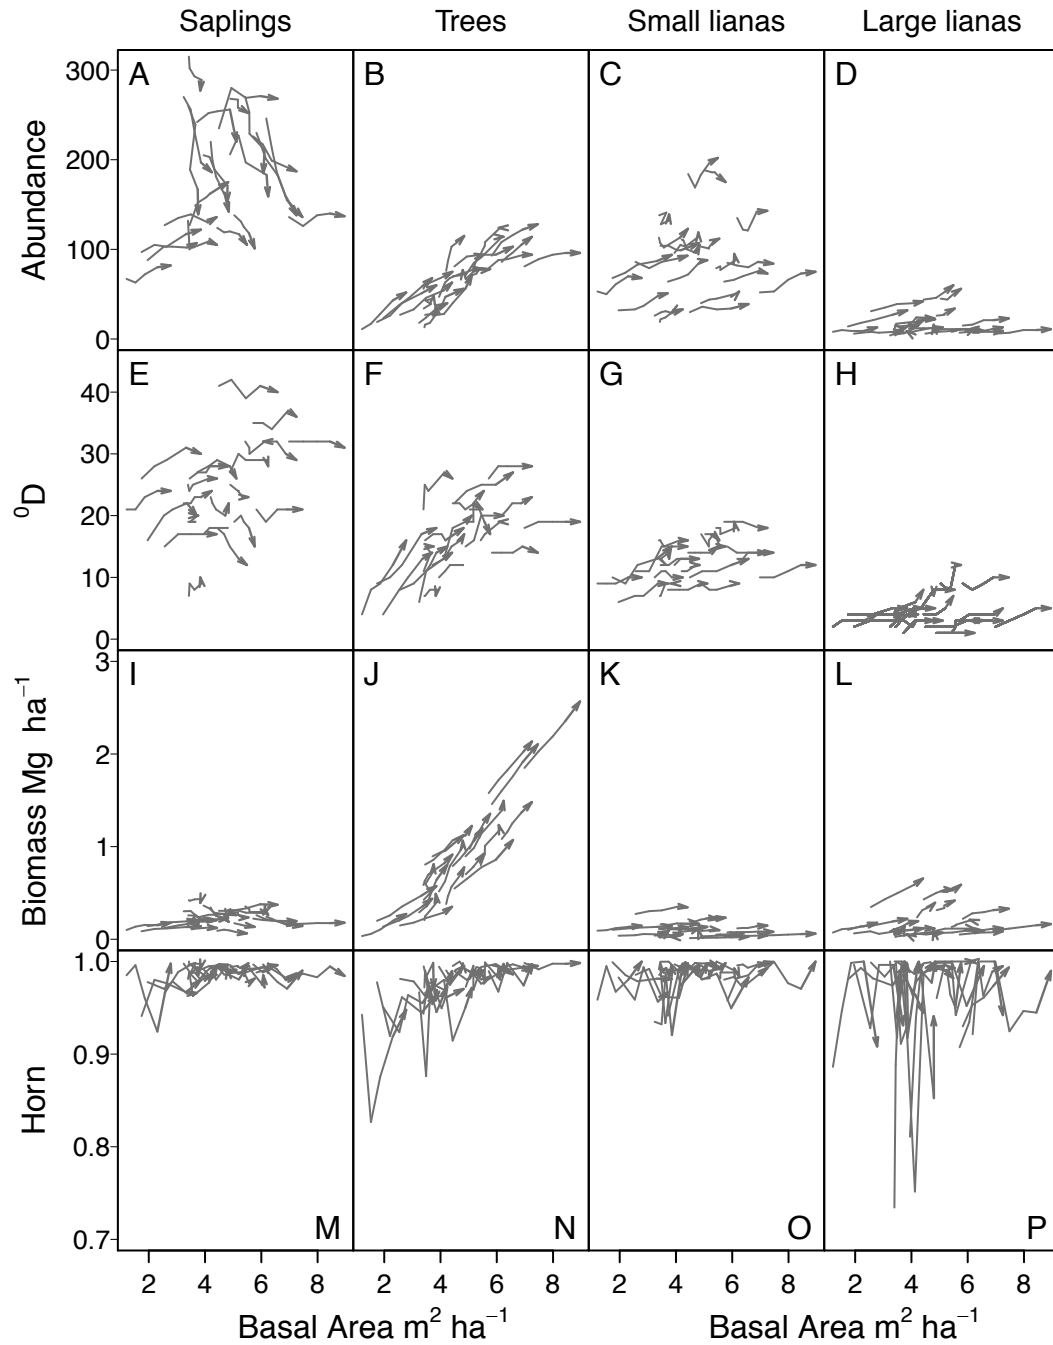 Saplings Trees Small lianas Large lianas
A B C D
Abundance
300
200
100
0
E F G H
⁰D
40
30
20
10
0
I J K L
Biomass Mg ha⁻¹
3
2
1
0
Horn
1.0
0.9
0.8
0.7
M N O P
2 4 6 8 2 4 6 8 2 4 6 8 2 4 6 8
Basal Area m² ha⁻¹ Basal Area m² ha⁻¹